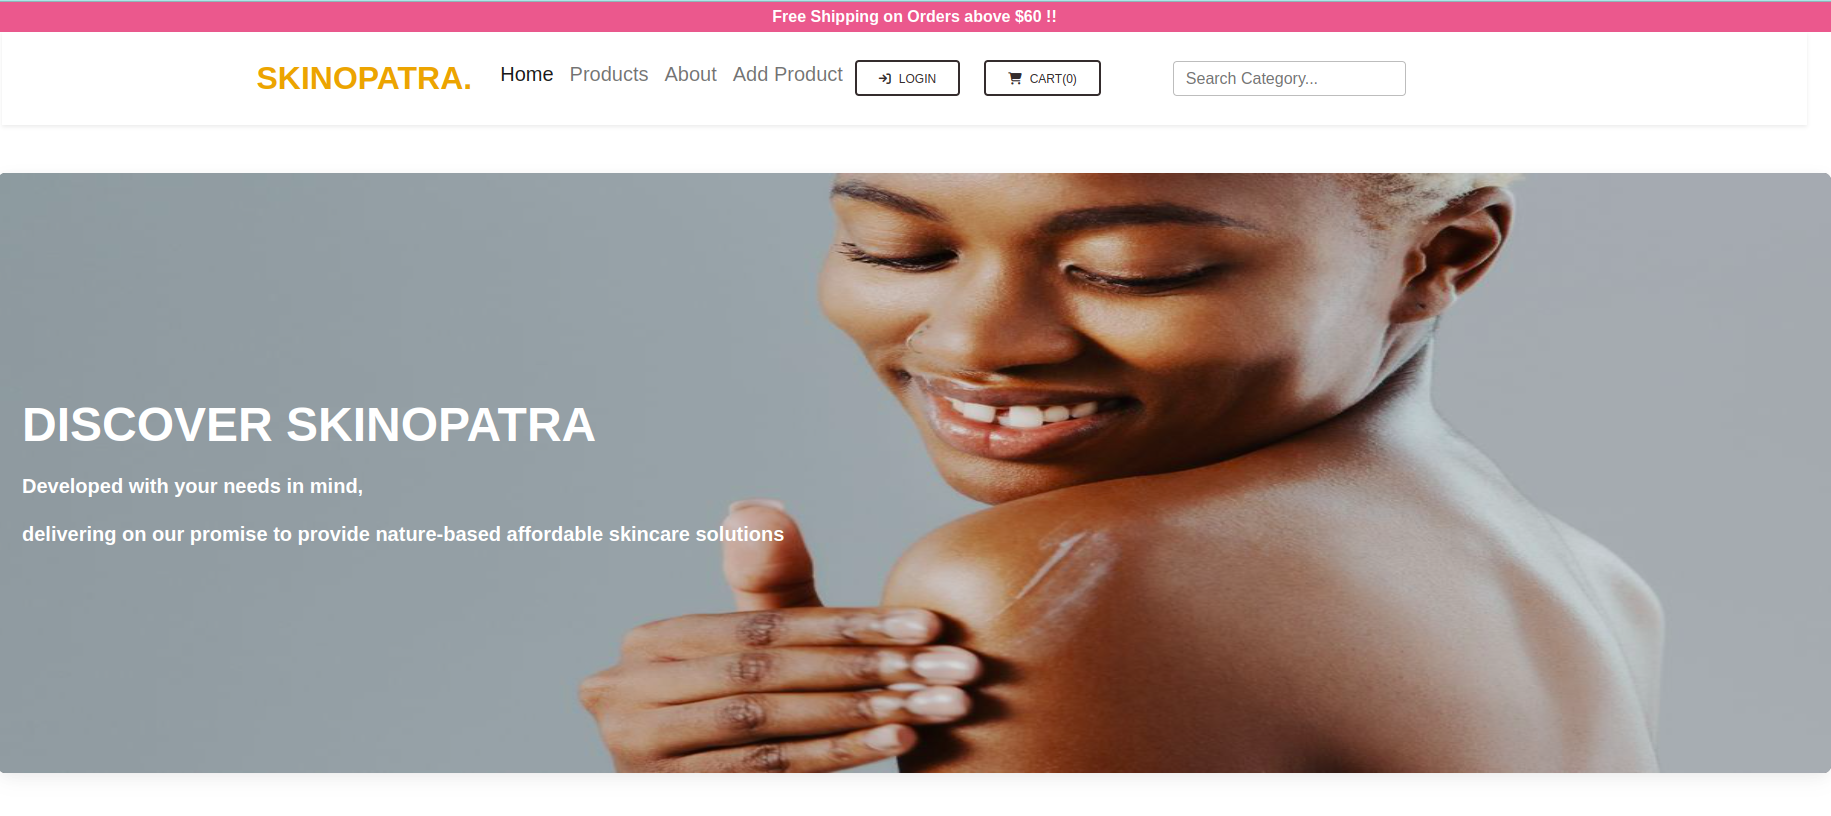 Free Shipping on Orders above $60 !!
SKINOPATRA. Home Products About Add Product LOGIN CART(0) Search Category...
DISCOVER SKINOPATRA
Developed with your needs in mind,
delivering on our promise to provide nature-based affordable skincare solutions